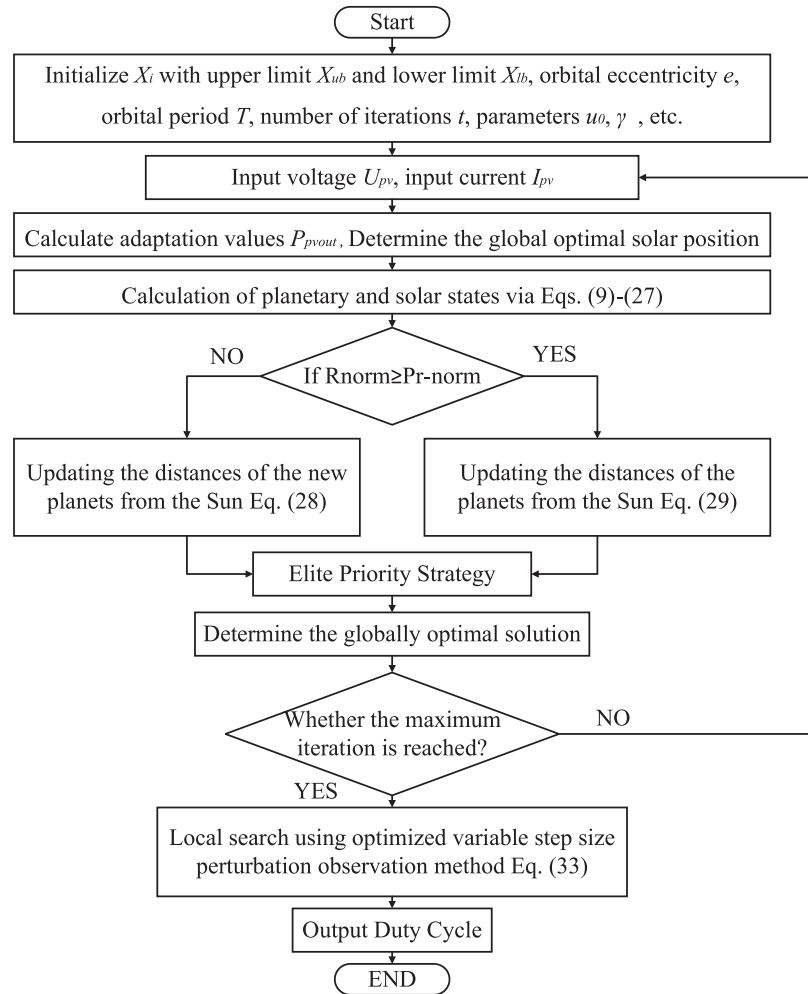 Start
Initialize Xi with upper limit Xub and lower limit Xlb, orbital eccentricity e,
orbital period T, number of iterations t, parameters u0, γ , etc.
Input voltage Upv, input current Ipv
Calculate adaptation values Ppvout, Determine the global optimal solar position
Calculation of planetary and solar states via Eqs. (9)-(27)
NO
YES
If Rnorm≥Pr-norm
Updating the distances of the new
planets from the Sun Eq. (28)
Updating the distances of the
planets from the Sun Eq. (29)
Elite Priority Strategy
Determine the globally optimal solution
Whether the maximum
iteration is reached?
NO
YES
Local search using optimized variable step size
perturbation observation method Eq. (33)
Output Duty Cycle
END